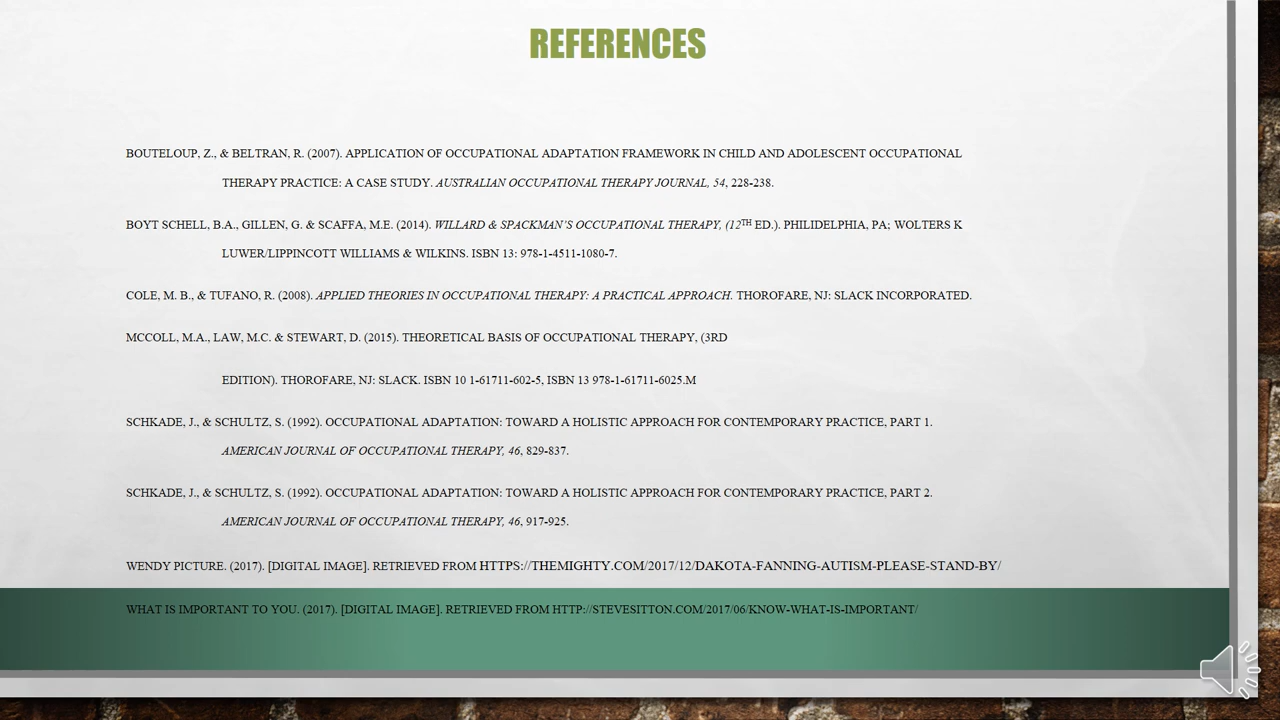 REFERENCES
BOUTELOUP, Z., & BELTRAN, R. (2007). APPLICATION OF OCCUPATIONAL ADAPTATION FRAMEWORK IN CHILD AND ADOLESCENT OCCUPATIONAL
THERAPY PRACTICE: A CASE STUDY. AUSTRALIAN OCCUPATIONAL THERAPY JOURNAL, 54, 228-238.
BOYT SCHELL, B.A., GILLEN, G. & SCAFFA, M.E. (2014). WILLARD & SPACKMAN'S OCCUPATIONAL THERAPY, (12TH ED.). PHILIDELPHIA, PA; WOLTERS K
LUWER/LIPPINCOTT WILLIAMS & WILKINS. ISBN 13: 978-1-4511-1080-7.
COLE, M. B., & TUFANO, R. (2008). APPLIED THEORIES IN OCCUPATIONAL THERAPY: A PRACTICAL APPROACH. THOROFARE, NJ: SLACK INCORPORATED.
MCCOLL, M.A., LAW, M.C. & STEWART, D. (2015). THEORETICAL BASIS OF OCCUPATIONAL THERAPY, (3RD
EDITION). THOROFARE, NJ: SLACK. ISBN 10 1-61711-602-5, ISBN 13 978-1-61711-6025.M
SCHKADE, J., & SCHULTZ, S. (1992). OCCUPATIONAL ADAPTATION: TOWARD A HOLISTIC APPROACH FOR CONTEMPORARY PRACTICE, PART 1.
AMERICAN JOURNAL OF OCCUPATIONAL THERAPY, 46, 829-837.
SCHKADE, J., & SCHULTZ, S. (1992). OCCUPATIONAL ADAPTATION: TOWARD A HOLISTIC APPROACH FOR CONTEMPORARY PRACTICE, PART 2.
AMERICAN JOURNAL OF OCCUPATIONAL THERAPY, 46, 917-925.
WENDY PICTURE. (2017). [DIGITAL IMAGE]. RETRIEVED FROM HTTPS://THEMIGHTY.COM/2017/12/DAKOTA-FANNING-AUTISM-PLEASE-STAND-BY/
WHAT IS IMPORTANT TO YOU. (2017). [DIGITAL IMAGE]. RETRIEVED FROM HTTP://STEVESITTON.COM/2017/06/KNOW-WHAT-IS-IMPORTANT/